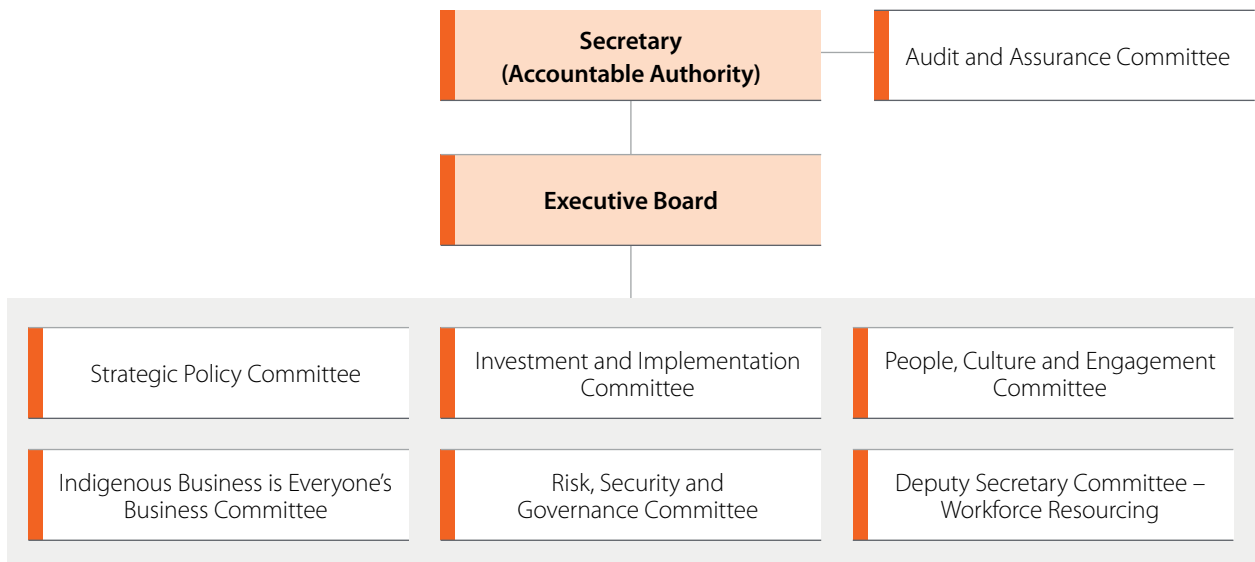 Secretary
(Accountable Authority)
Audit and Assurance Committee
Executive Board
Strategic Policy Committee
Investment and Implementation
Committee
People, Culture and Engagement
Committee
Indigenous Business is Everyone’s
Business Committee
Risk, Security and
Governance Committee
Deputy Secretary Committee –
Workforce Resourcing